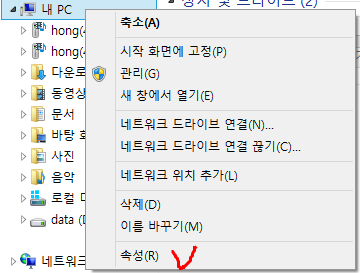 장치 및 드라이브 (2)
내 PC
hong(
hong(
다운로
동영상
문서
바탕 화
사진
음악
로컬 디
data (D
네트워크
축소(A)
시작 화면에 고정(P)
관리(G)
새 창에서 열기(E)
네트워크 드라이브 연결(N)...
네트워크 드라이브 연결 끊기(C)...
네트워크 위치 추가(L)
삭제(D)
이름 바꾸기(M)
속성(R)